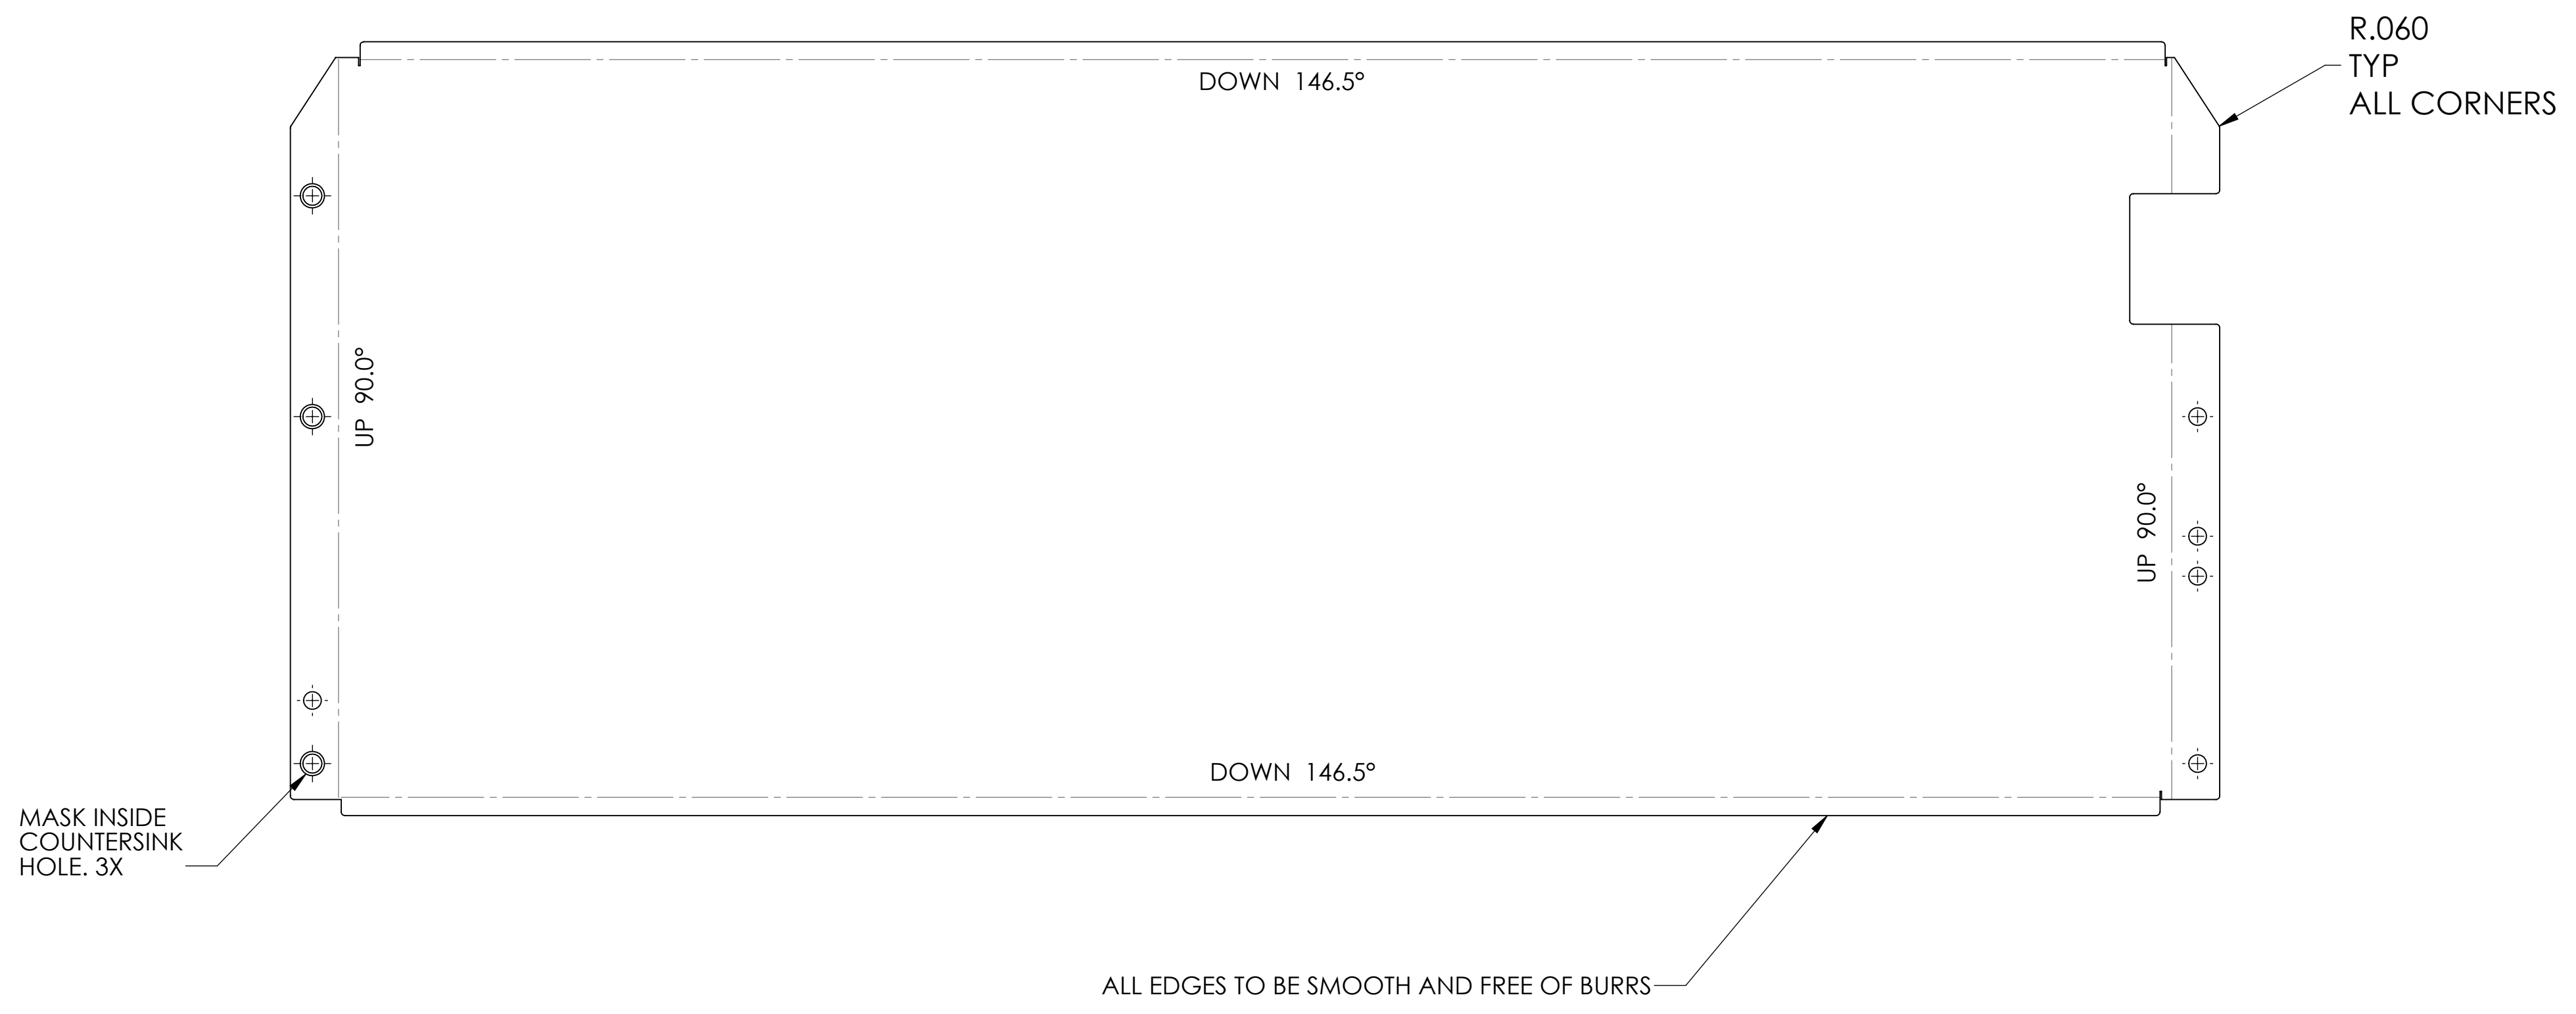 R.060
TYP
ALL CORNERS
DOWN 146.5°
UP 90.0°
UP 90.0°
DOWN 146.5°
MASK INSIDE
COUNTERSINK
HOLE. 3X
ALL EDGES TO BE SMOOTH AND FREE OF BURRS